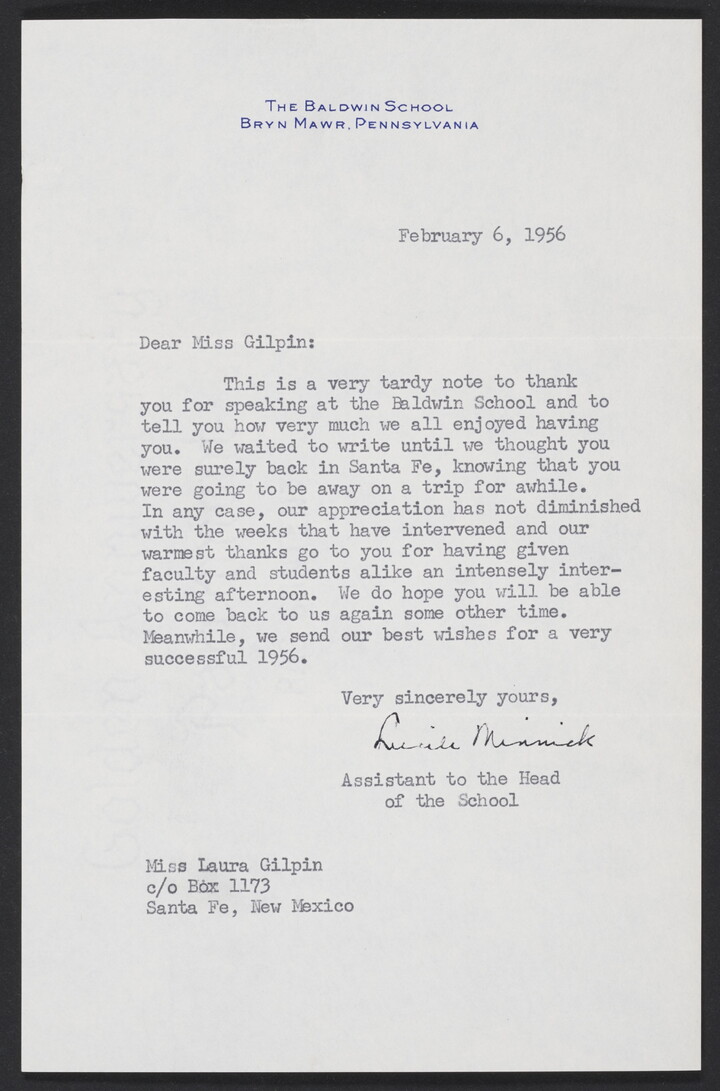 THE BALDWIN SCHOOL
BRYN MAWR, PENNSYLVANIA
February 6, 1956
Dear Miss Gilpin:
This is a very tardy note to thank
you for speaking at the Baldwin School and to
tell you how very much we all enjoyed having
you. We waited to write until we thought you
were surely back in Santa Fe, knowing that you
were going to be away on a trip for awhile.
In any case, our appreciation has not diminished
with the weeks that have intervened and our
warmest thanks go to you for having given
faculty and students alike an intensely inter-
esting afternoon. We do hope you will be able
to come back to us again some other time.
Meanwhile, we send our best wishes for a very
successful 1956.
Very sincerely yours,
Lucile Minnick
Assistant to the Head
of the School
Miss Laura Gilpin
c/o Box 1173
Santa Fe, New Mexico